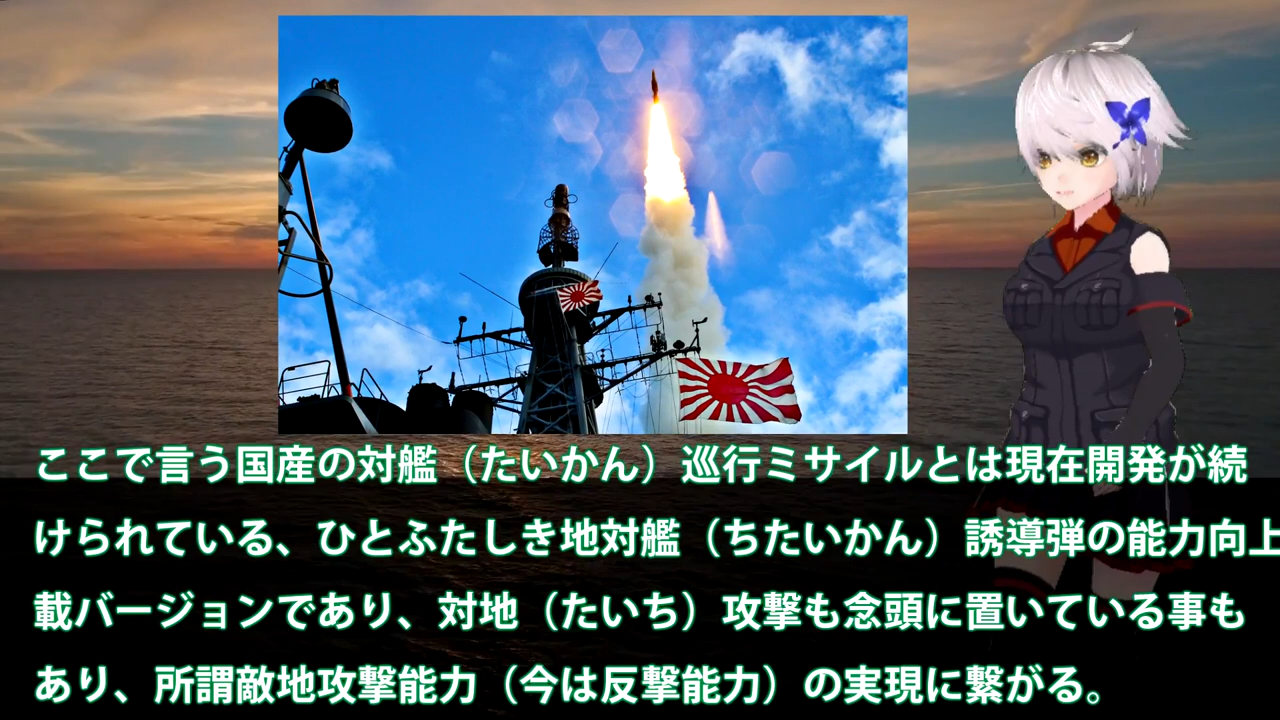 ここで言う国産の対艦（たいかん）巡行ミサイルとは現在開発が続
けられている、ひとふたしき地対艦（ちたいかん）誘導弾の能力向上
載バージョンであり、対地（たいち）攻撃も念頭に置いている事も
あり、所謂敵地攻撃能力（今は反撃能力）の実現に繋がる。